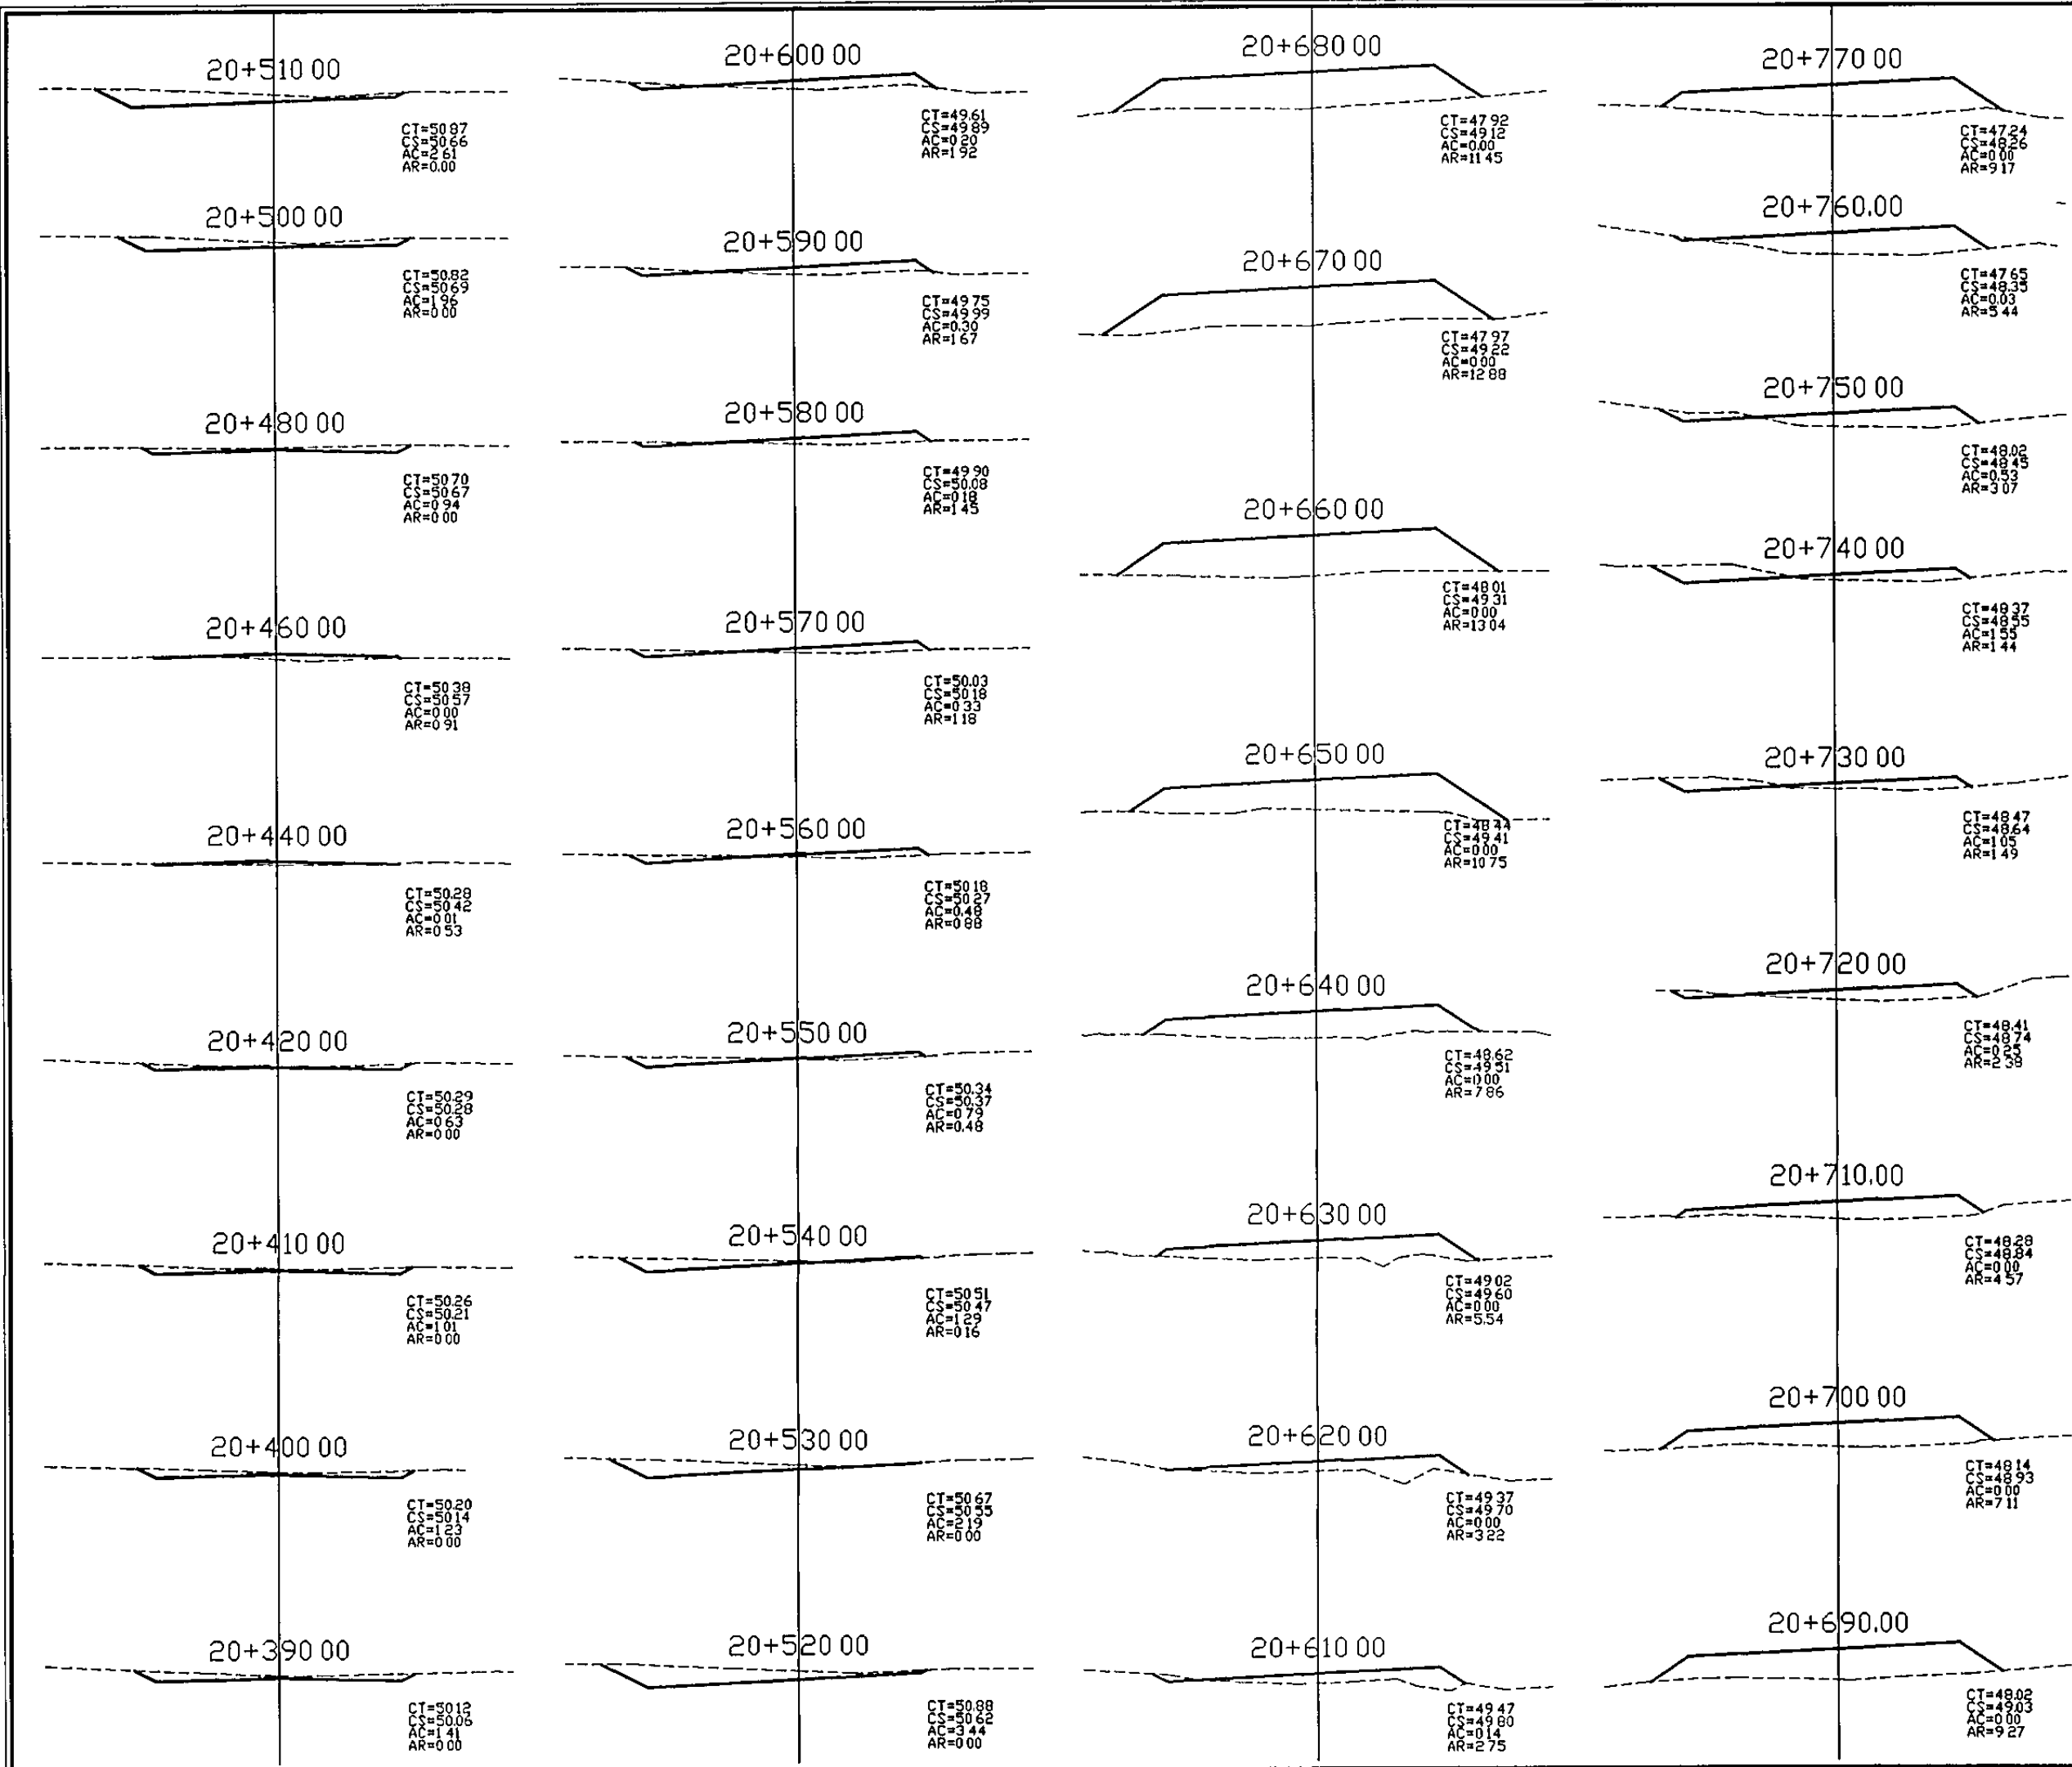 20+510 00
CT=50 87
CS=50 66
AC=2 61
AR=0.00
20+500 00
CT=50.82
CS=50 69
AC=1 96
AR=0 00
20+480 00
CT=50 70
CS=50 67
AC=0 94
AR=0 00
20+460 00
CT=50 38
CS=50 57
AC=0 00
AR=0 91
20+440 00
CT=50.28
CS=50 42
AC=0 01
AR=0 53
20+420 00
CT=50.29
CS=50.28
AC=0 63
AR=0 00
20+410 00
CT=50.26
CS=50.21
AC=1 01
AR=0 00
20+400 00
CT=50.20
CS=50 14
AC=1 23
AR=0 00
20+390 00
CT=50 12
CS=50.06
AC=1 41
AR=0 00
20+600 00
CT=49.61
CS=49 89
AC=0 20
AR=1 92
20+590 00
CT=49 75
CS=49 99
AC=0.30
AR=1 67
20+580 00
CT=49 90
CS=50.08
AC=0 18
AR=1 45
20+570 00
CT=50.03
CS=50 18
AC=0 33
AR=1 18
20+560 00
CT=50 18
CS=50 27
AC=0.48
AR=0 88
20+550 00
CT=50.34
CS=50.37
AC=0 79
AR=0.48
20+540 00
CT=50 51
CS=50 47
AC=1 29
AR=0 16
20+530 00
CT=50 67
CS=50 55
AC=2 19
AR=0 00
20+520 00
CT=50.88
CS=50 62
AC=3 44
AR=0 00
20+680 00
CT=47 92
CS=49 12
AC=0.00
AR=11 45
20+670 00
CT=47 97
CS=49 22
AC=0 00
AR=12 88
20+660 00
CT=48 01
CS=49 31
AC=0 00
AR=13 04
20+650 00
CT=48 44
CS=49 41
AC=0 00
AR=10 75
20+640 00
CT=48.62
CS=49 51
AC=0 00
AR=7 86
20+630 00
CT=49 02
CS=49 60
AC=0 00
AR=5.54
20+620 00
CT=49 37
CS=49 70
AC=0 00
AR=3 22
20+610 00
CT=49 47
CS=49 80
AC=0 14
AR=2 75
20+770 00
CT=47.24
CS=48.26
AC=0 00
AR=9 17
20+760.00
CT=47 65
CS=48.35
AC=0.03
AR=5 44
20+750 00
CT=48.02
CS=48 45
AC=0.53
AR=3 07
20+740 00
CT=48 37
CS=48 55
AC=1 55
AR=1 44
20+730 00
CT=48 47
CS=48.64
AC=1 05
AR=1 49
20+720 00
CT=48.41
CS=48 74
AC=0 25
AR=2 38
20+710.00
CT=48.28
CS=48.84
AC=0 00
AR=4 57
20+700 00
CT=48 14
CS=48 93
AC=0 00
AR=7 11
20+690.00
CT=48.02
CS=49.03
AC=0 00
AR=9 27